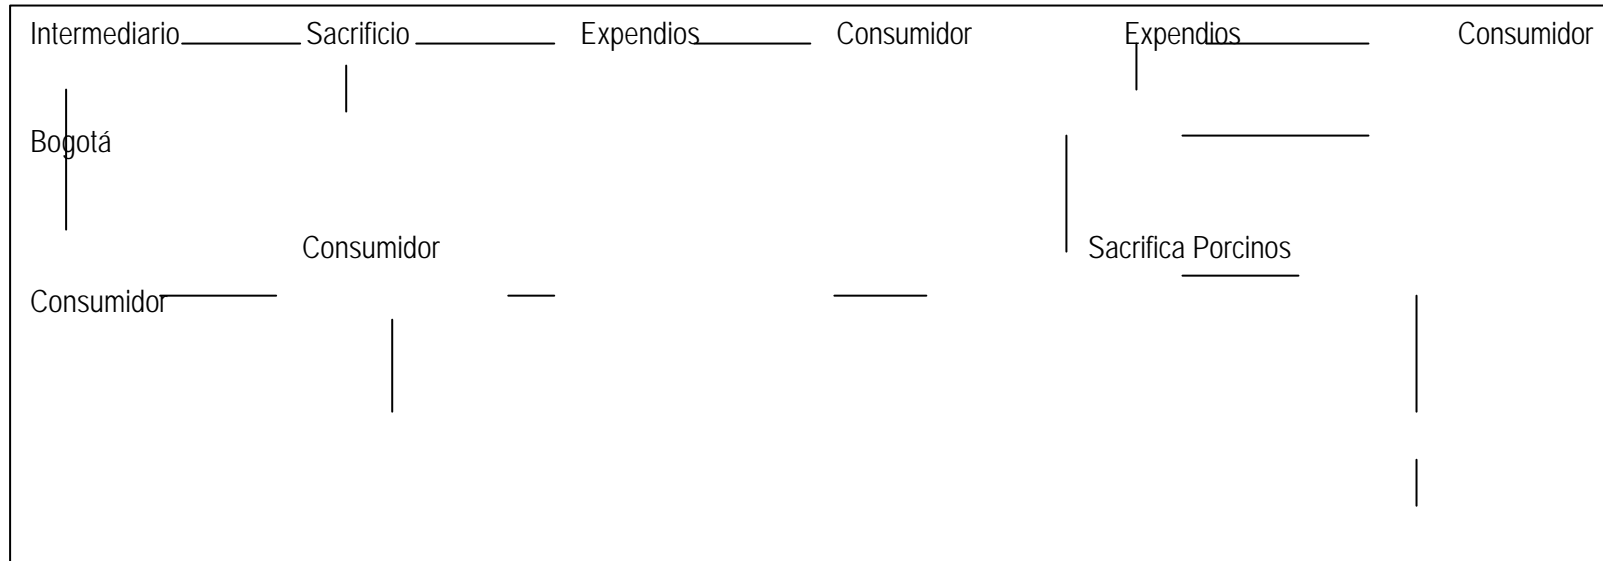 Intermediario Sacrificio Expendios Consumidor Expendios Consumidor
Bogotá
Consumidor Sacrifica Porcinos
Consumidor